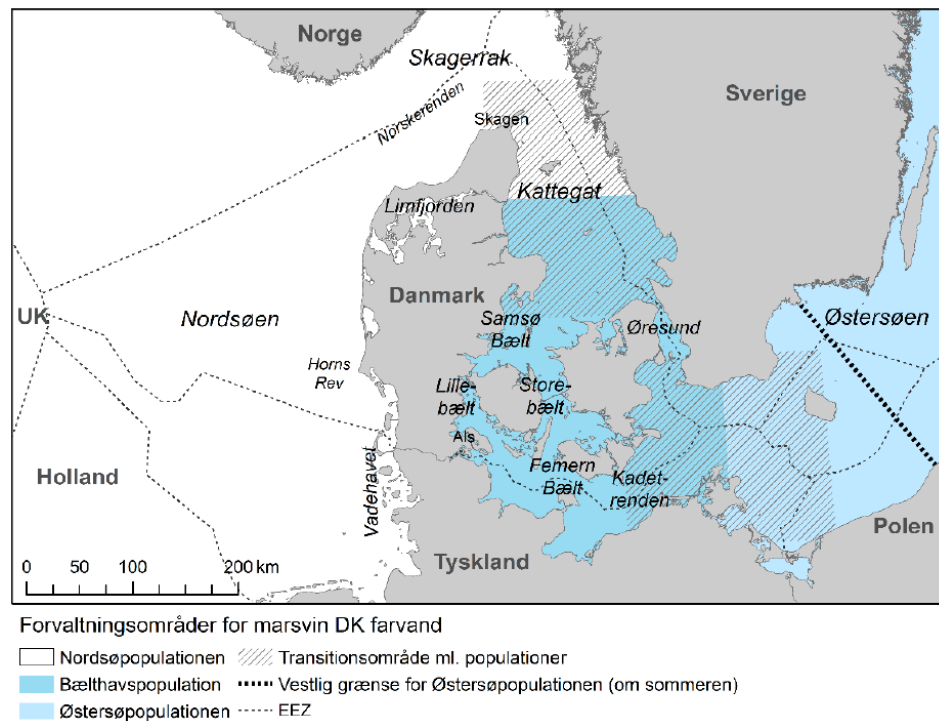 Norge
Skagerrak
Sverige
Norskerenden
Skagen
Kattegat
Limfjorden
Danmark
UK
Nordsøen
Samsø
Bælt
Øresund
Østersøen
Horns
Rev
Lille-
bælt
Store-
bælt
Als
Holland
Vadehavet
Femern
Bælt
Kadet-
renden
Polen
Tyskland
0 50 100 200 km
Forvaltningsområder for marsvin DK farvand
Nordsøpopulationen Transitionsområde ml. populationer
Bælthavspopulation Vestlig grænse for Østersøpopulationen (om sommeren)
Østersøpopulationen EEZ